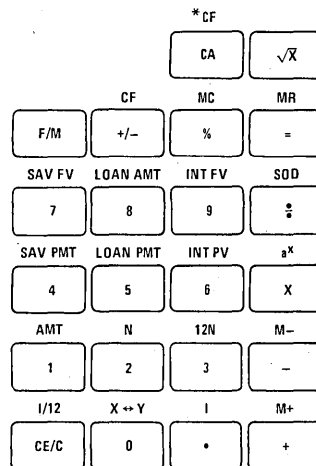 *CF
CA √X
CF MC MR
F/M +/− % =
SAV FV LOAN AMT INT FV SOD
7 8 9 ÷
SAV PMT LOAN PMT INT PV aˣ
4 5 6 X
AMT N 12N M−
1 2 3 −
I/12 X ↔ Y I M+
CE/C 0 • +